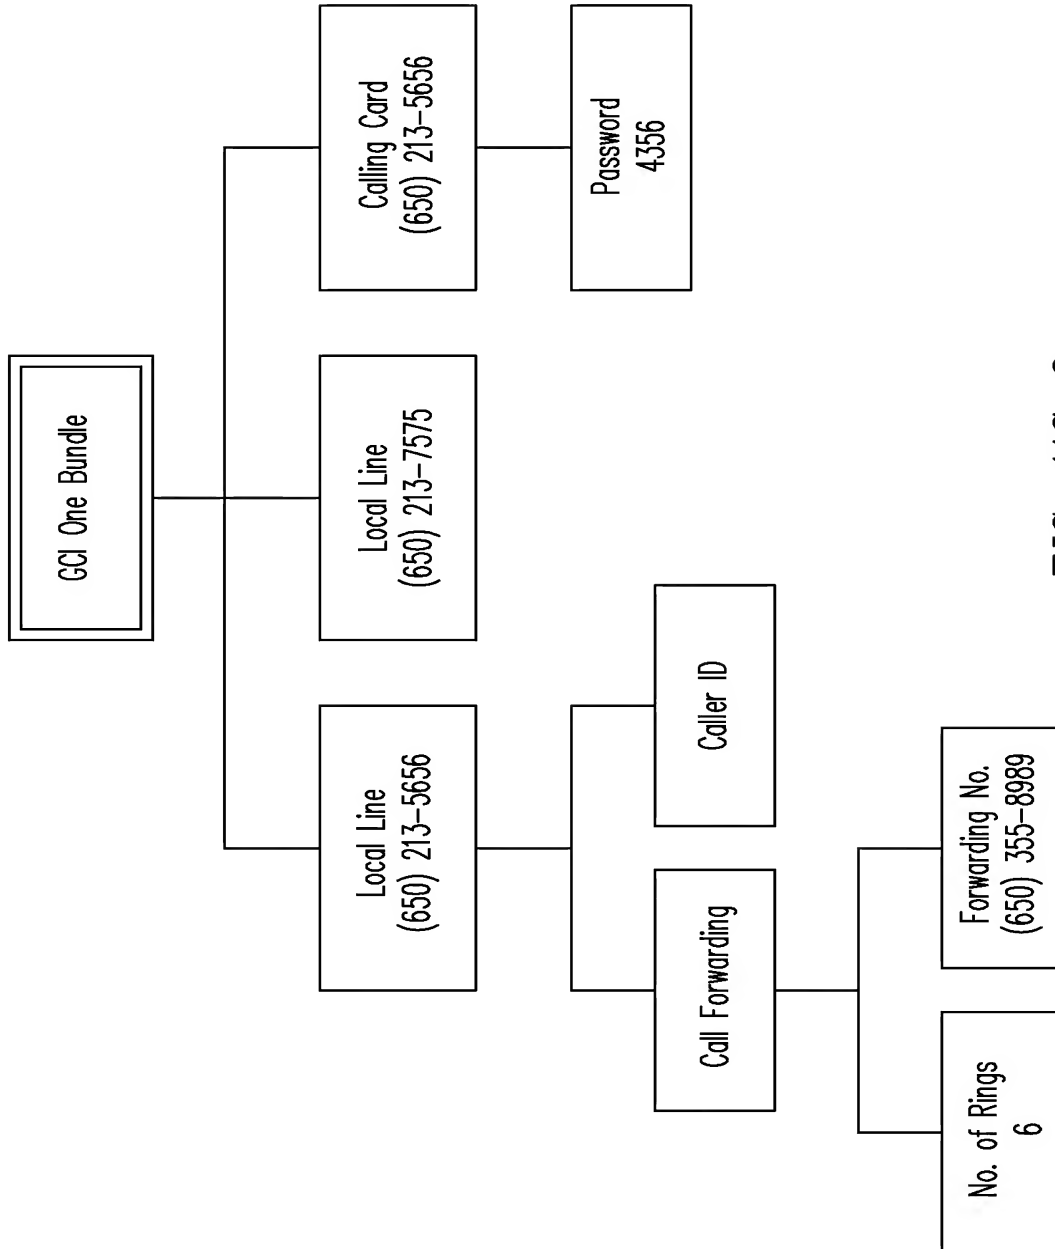 GCI One Bundle
Local Line
(650) 213-5656
Local Line
(650) 213-7575
Calling Card
(650) 213-5656
Call Forwarding
Caller ID
Password
4356
No. of Rings
6
Forwarding No.
(650) 355-8989